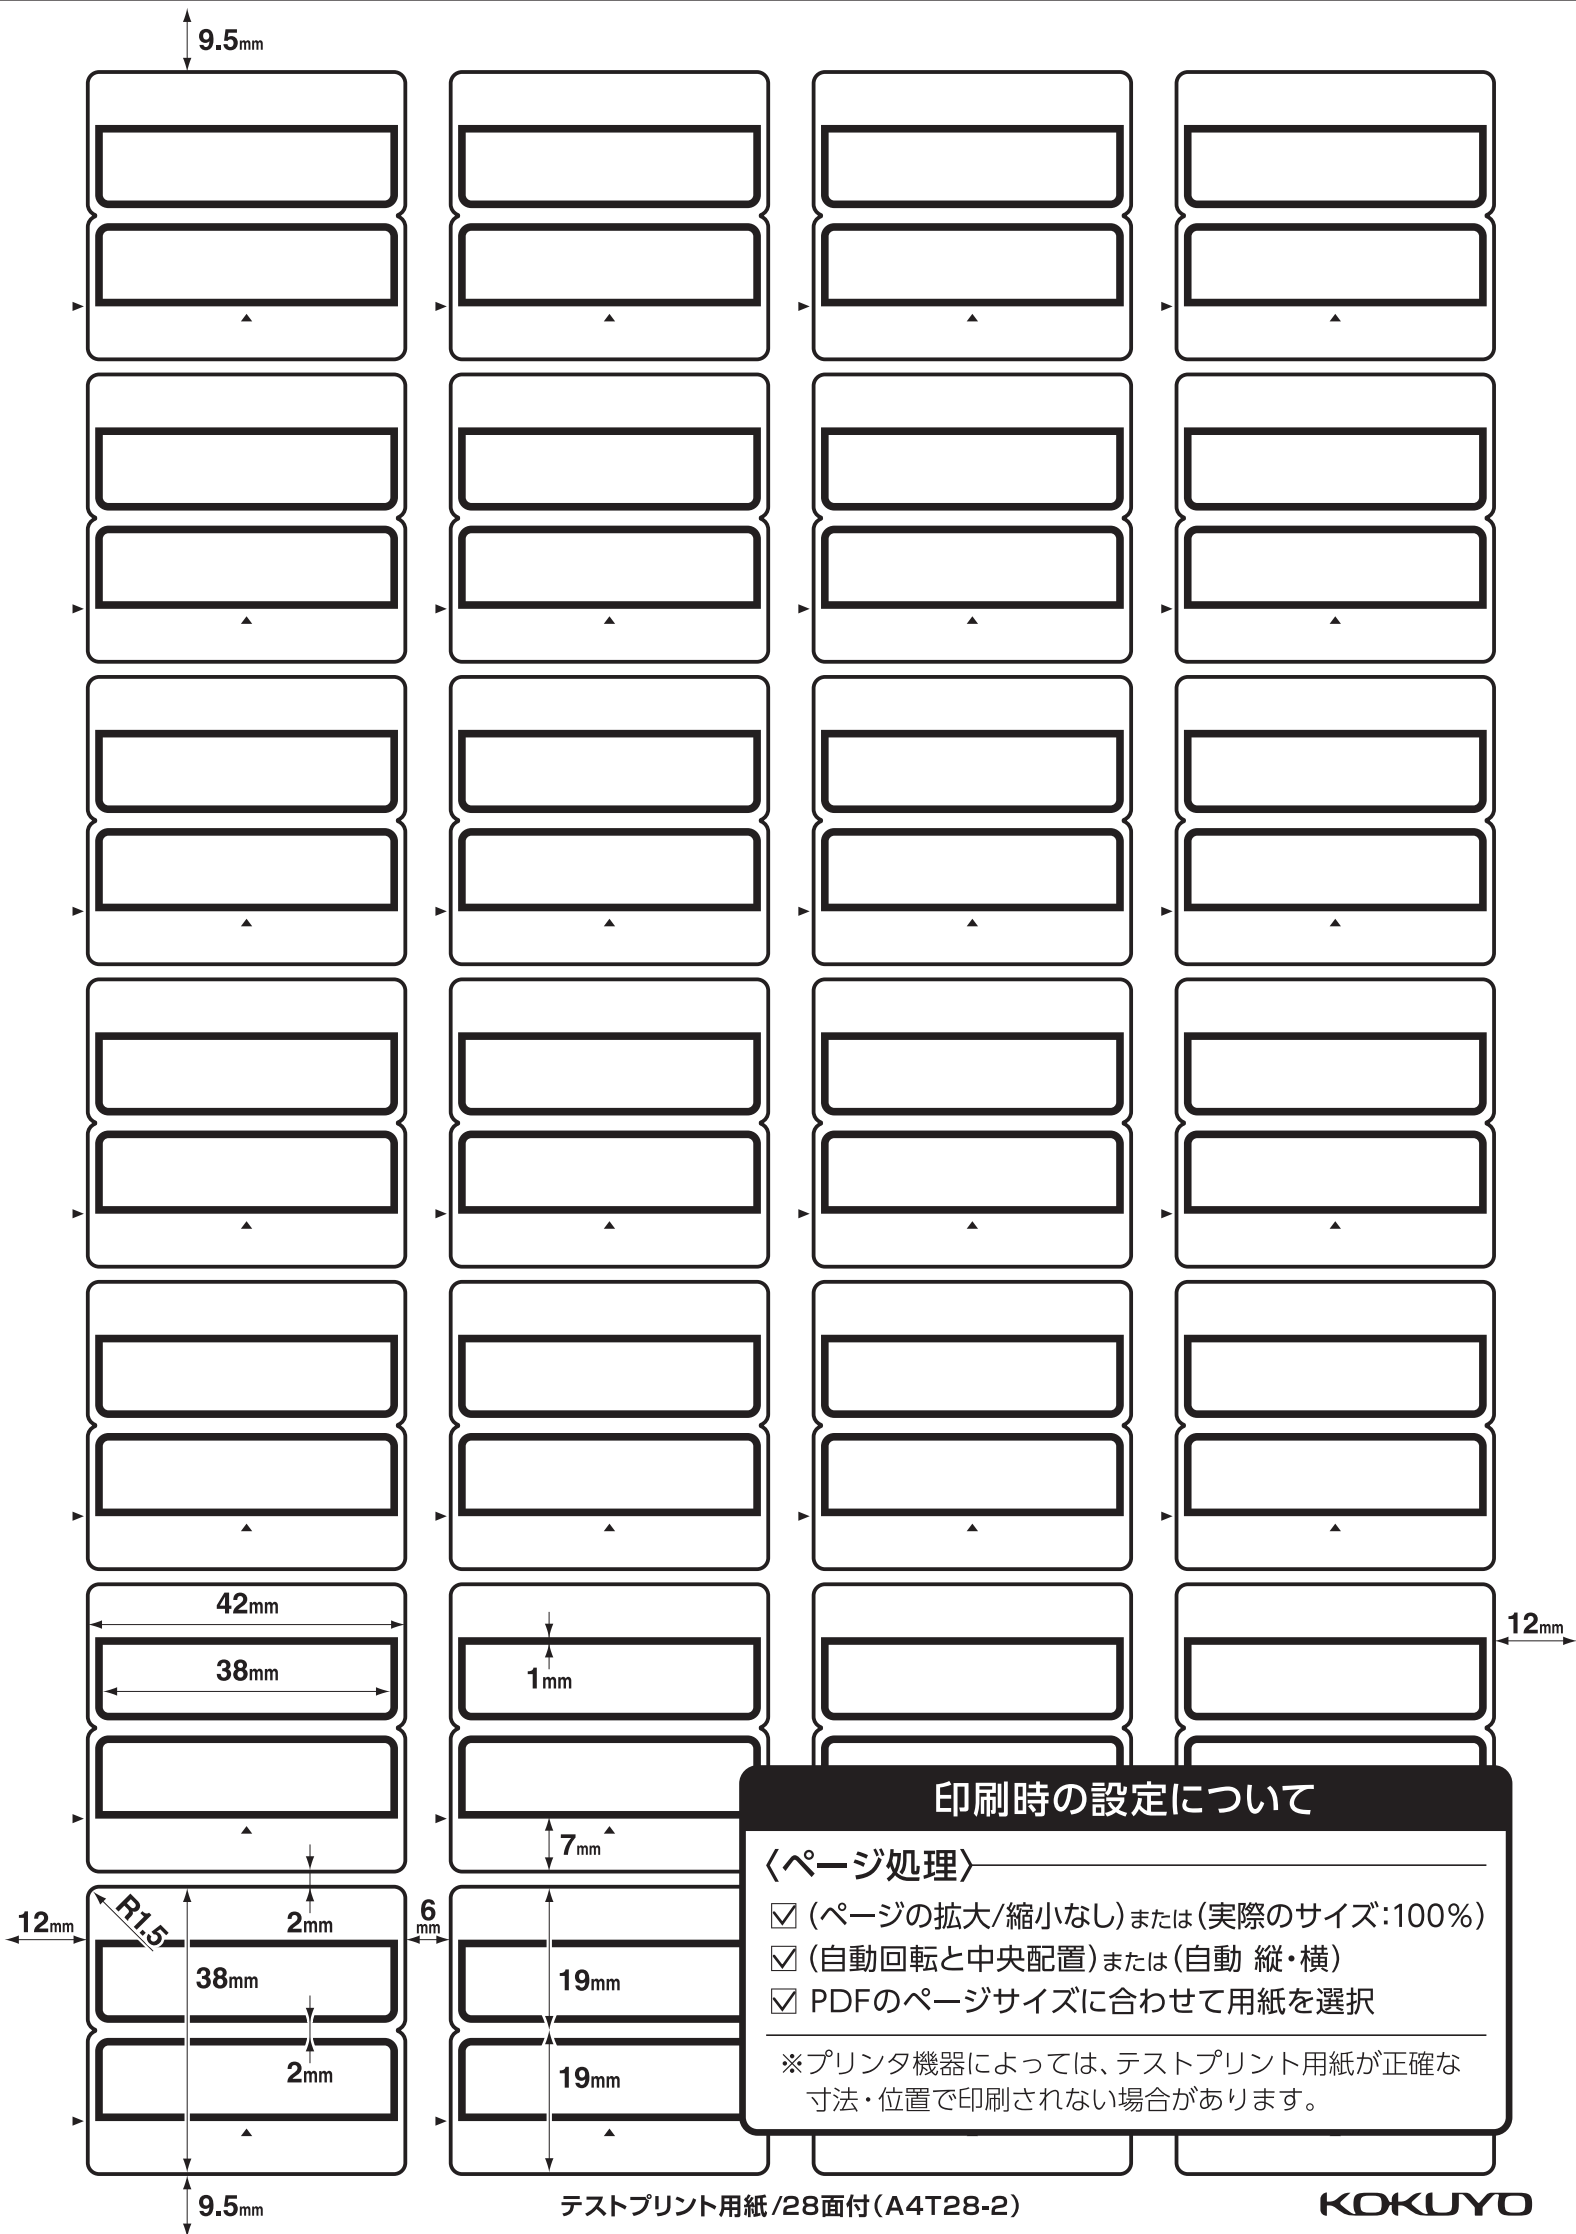 9.5mm
42mm
38mm
1mm
12mm
7mm
印刷時の設定について
〈ページ処理〉
☑ (ページの拡大/縮小なし)または(実際のサイズ:100%)
☑ (自動回転と中央配置)または(自動 縦・横)
☑ PDFのページサイズに合わせて用紙を選択
※プリンタ機器によっては、テストプリント用紙が正確な
寸法・位置で印刷されない場合があります。
12mm
R1.5
2mm
6mm
38mm
19mm
2mm
19mm
9.5mm
テストプリント用紙/28面付(A4T28-2)
KOKUYO